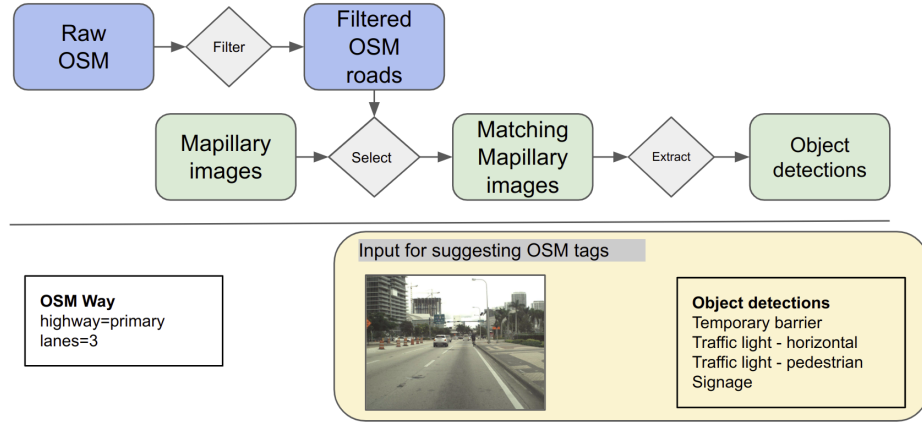 Raw
OSM
Filter
Filtered
OSM
roads
Mapillary
images
Select
Matching
Mapillary
images
Extract
Object
detections
Input for suggesting OSM tags
OSM Way
highway=primary
lanes=3
Object detections
Temporary barrier
Traffic light - horizontal
Traffic light - pedestrian
Signage